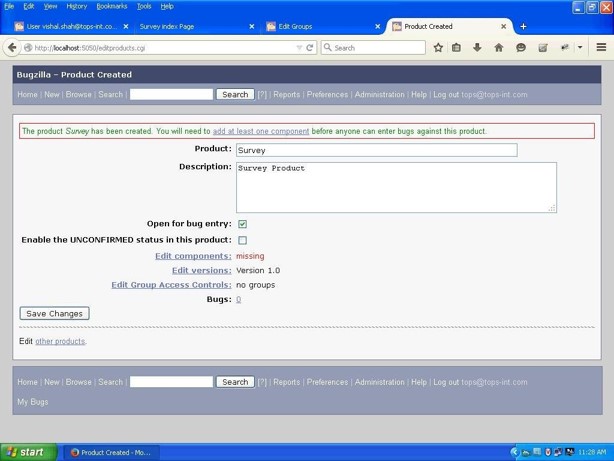 File Edit View History Bookmarks Tools Help
User vishal.shah@tops-int.co... Survey Index Page Edit Groups Product Created
http://localhost:5050/editproducts.cgi Search
Bugzilla – Product Created
Home | New | Browse | Search | Search [?] | Reports | Preferences | Administration | Help | Log out tops@tops-int.com
The product Survey has been created. You will need to add at least one component before anyone can enter bugs against this product.
Product: Survey
Description: Survey Product
Open for bug entry:
Enable the UNCONFIRMED status in this product:
Edit components: missing
Edit versions: Version 1.0
Edit Group Access Controls: no groups
Bugs: 0
Save Changes
Edit other products.
Home | New | Browse | Search | Search [?] | Reports | Preferences | Administration | Help | Log out tops@tops-int.com
My Bugs
start Product Created - Mo... 11:28 AM